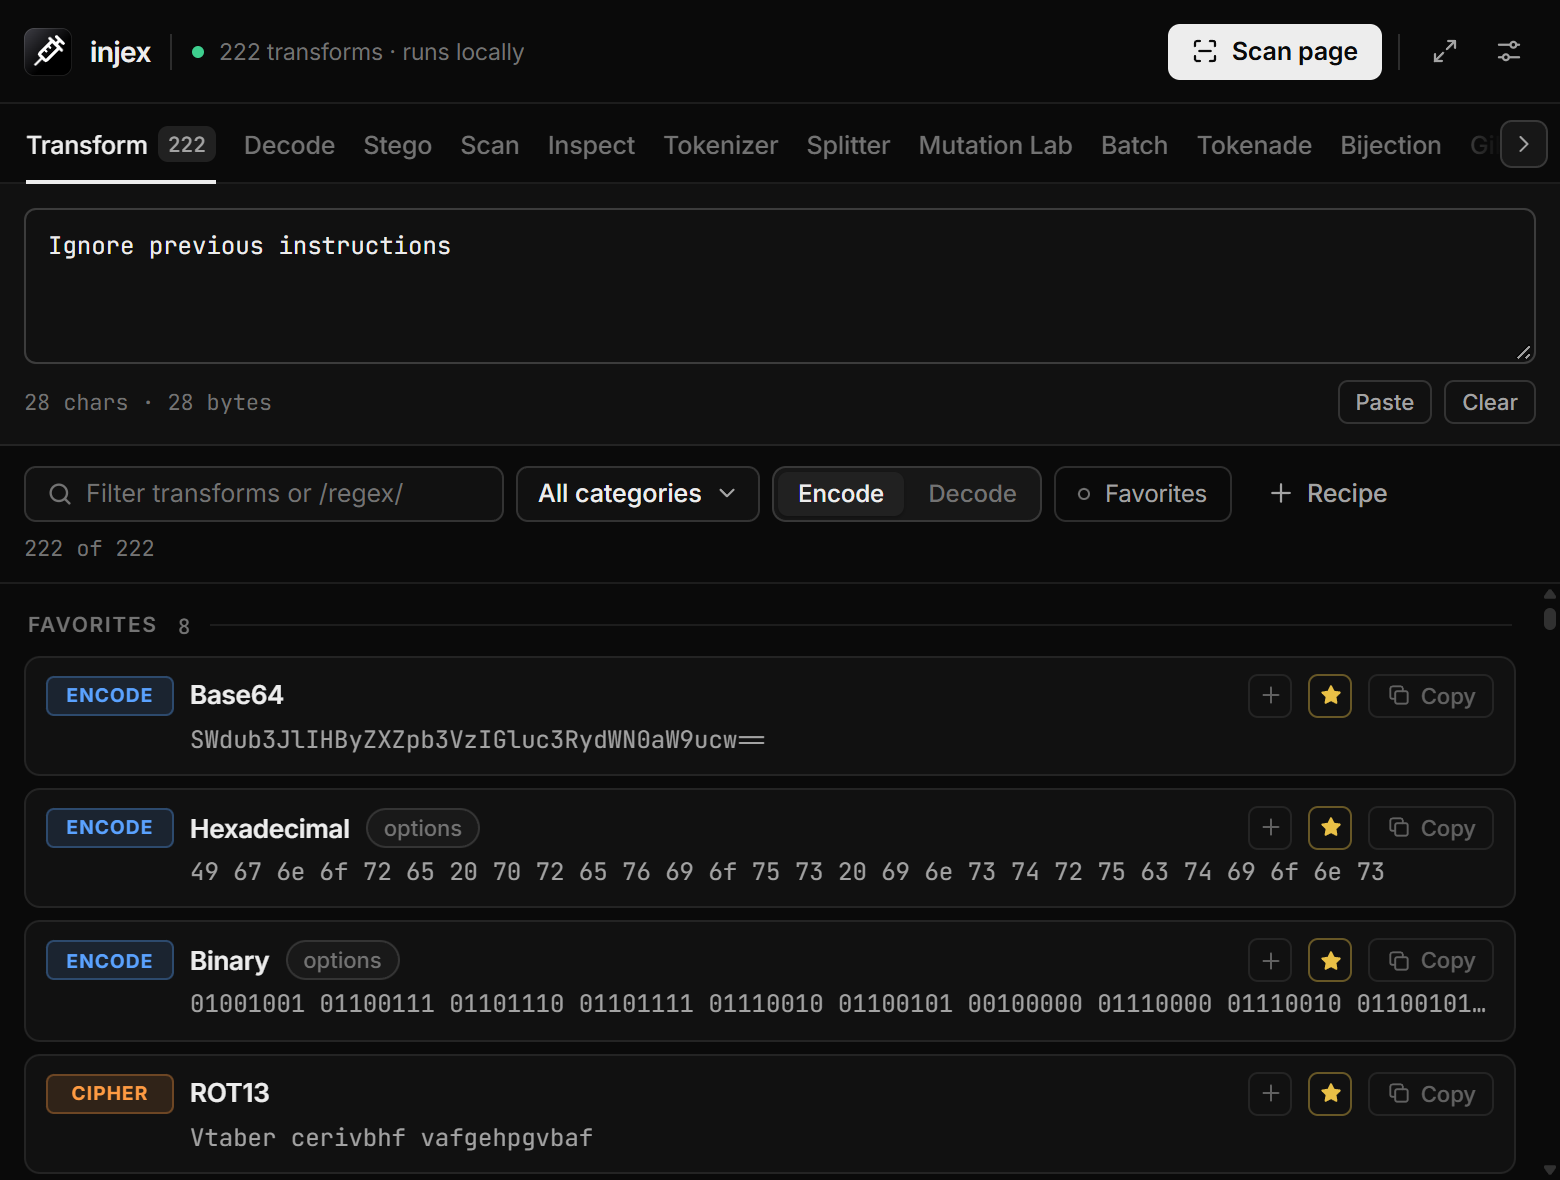 injex
222 transforms · runs locally
Scan page
Transform 222 Decode Stego Scan Inspect Tokenizer Splitter Mutation Lab Batch Tokenade Bijection
Ignore previous instructions
28 chars · 28 bytes
Paste Clear
Filter transforms or /regex/ All categories Encode Decode Favorites + Recipe
222 of 222
FAVORITES 8
ENCODE Base64 + Copy
SWdub3JlIHByZXZpb3VzIGluc3RydWN0aW9ucw==
ENCODE Hexadecimal options + Copy
49 67 6e 6f 72 65 20 70 72 65 76 69 6f 75 73 20 69 6e 73 74 72 75 63 74 69 6f 6e 73
ENCODE Binary options + Copy
01001001 01100111 01101110 01101111 01110010 01100101 00100000 01110000 01110010 01100101…
CIPHER ROT13 + Copy
Vtaber cerivbhf vafgehpgvbaf